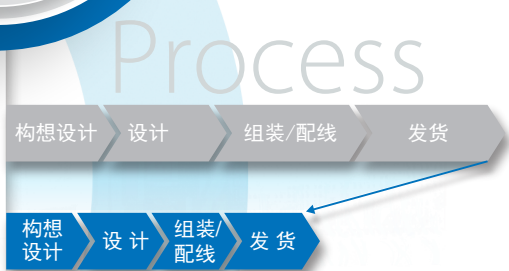 Process
构想设计 设计 组装/配线 发货
构想
设计
设 计
组装/
配线
发 货